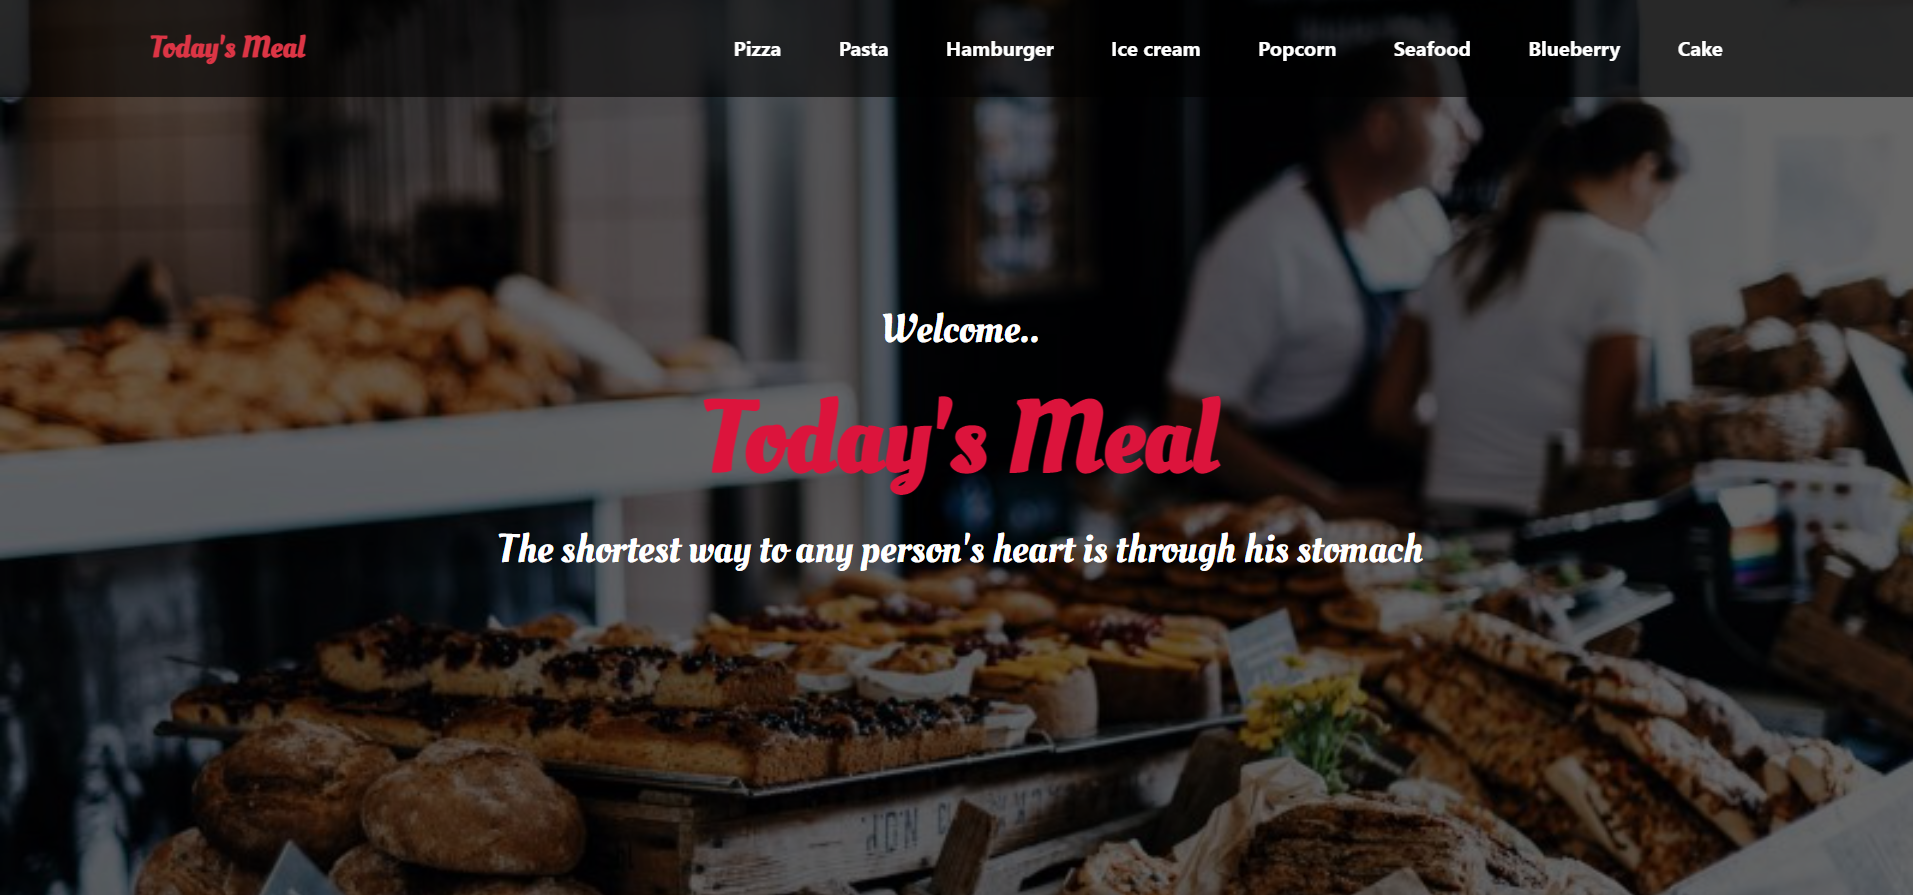 Today's Meal
Pizza Pasta Hamburger Ice cream Popcorn Seafood Blueberry Cake
Welcome..
Today's Meal
The shortest way to any person's heart is through his stomach